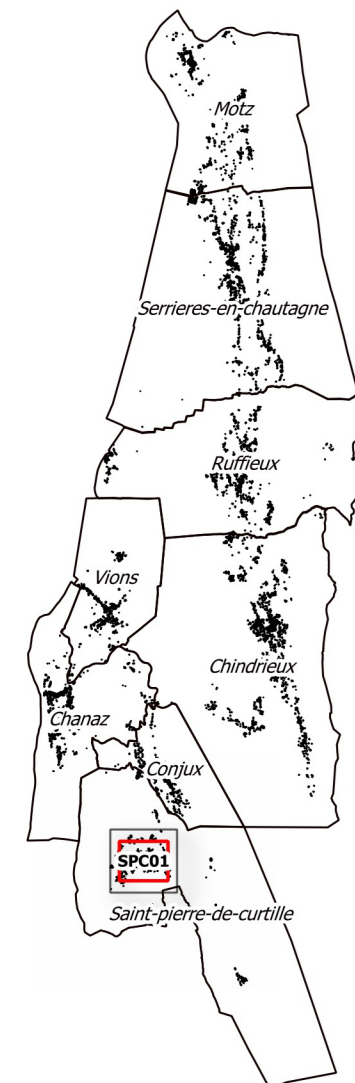 Motz
Serrieres-en-chautagne
Ruffieux
Vions
Chindrieux
Chanaz
Conjux
SPC01
Saint-pierre-de-curtille